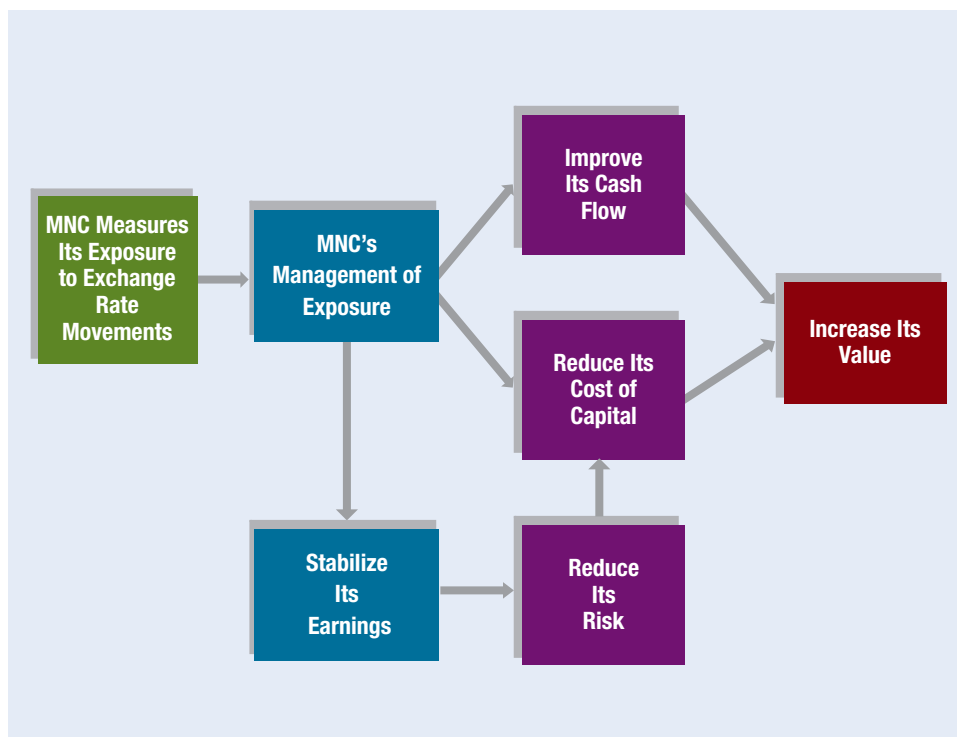 MNC Measures
Its Exposure
to Exchange
Rate
Movements
MNC’s
Management of
Exposure
Improve
Its Cash
Flow
Reduce Its
Cost of
Capital
Increase Its
Value
Stabilize
Its
Earnings
Reduce
Its
Risk